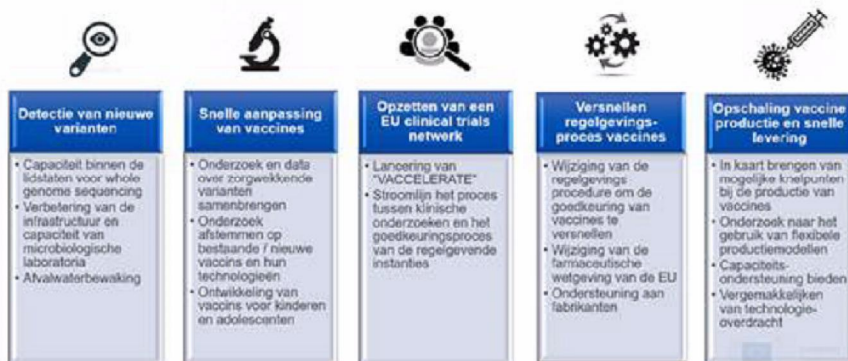 Detectie van nieuwe
varianten
• Capaciteit binnen de
lidstaten voor whole
genome sequencing
• Verbetering van de
infrastructuur en
capaciteit van
microbiologische
laboratoria
• Afvalwaterbewaking
Snelle aanpassing
van vaccines
• Onderzoek en data
over zorgwekkende
varianten
samenbrengen
• Onderzoek
afstemmen op
bestaande / nieuwe
vaccins en hun
technologieën
• Ontwikkeling van
vaccins voor kinderen
en adolescenten
Opzetten van een
EU clinical trials
netwerk
• Lancering van
"VACCELERATE"
• Stroomlijn het proces
tussen klinische
onderzoeken en het
goedkeuringsproces
van de regelgevende
instanties
Versnellen
regelgevings-
proces vaccines
• Wijziging van de
regelgevings
procedure om de
goedkeuring van
vaccines te
versnellen
• Wijziging van de
farmaceutische
wetgeving van de EU
• Ondersteuning aan
fabrikanten
Opschaling vaccine
productie en snelle
levering
• In kaart brengen van
mogelijke knelpunten
bij de productie van
vaccines
• Onderzoek naar het
gebruik van flexibele
productiemodellen
• Capaciteits-
ondersteuning bieden
• Vergemakkelijken
van technologie-
overdracht